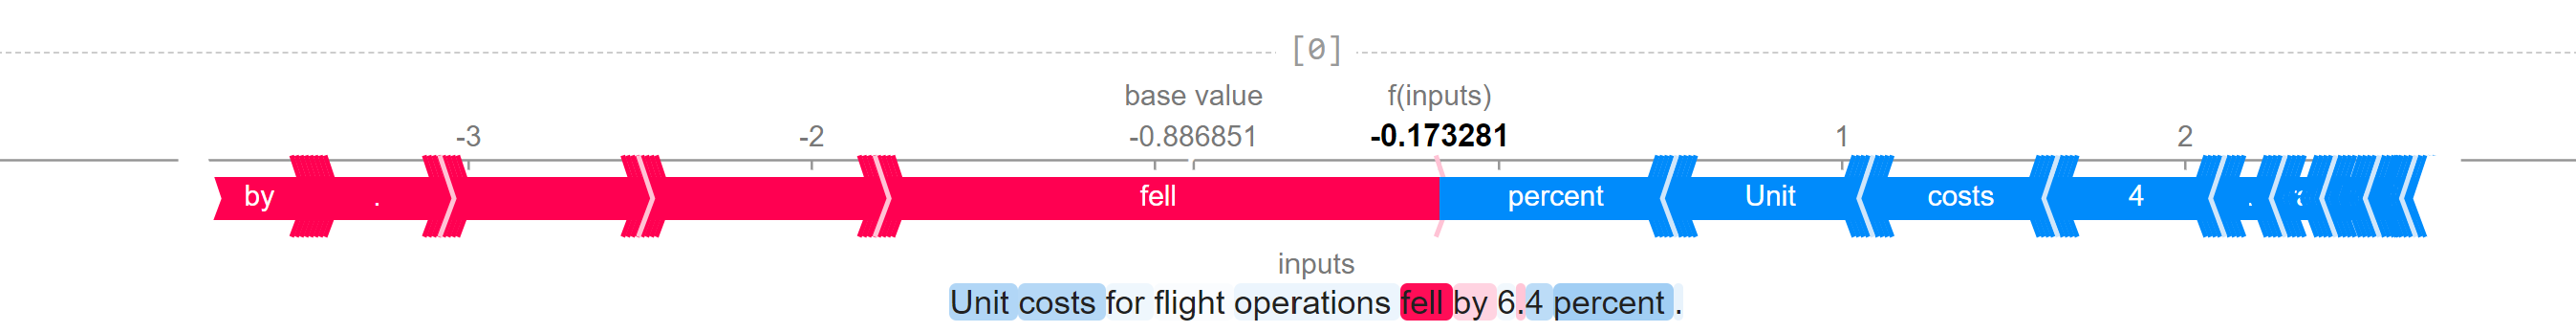 [0]
base value f(inputs)
-3 -2 -0.886851 -0.173281 1 2
by . fell percent Unit costs 4 .
inputs
Unit costs for flight operations fell by 6.4 percent .